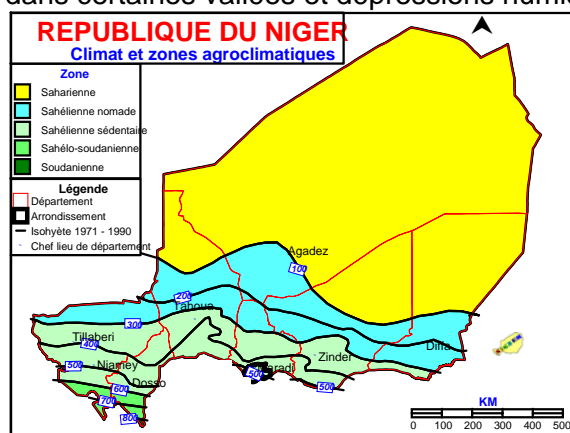 dans certaines vallées et dépressions humi
REPUBLIQUE DU NIGER
Climat et zones agroclimatiques
Zone
Saharienne
Sahélienne nomade
Sahélienne sédentaire
Sahélo-soudanienne
Soudanienne
Légende
Département
Arrondissement
Isohyète 1971 - 1990
Chef lieu de département
Agadez
100
200
Tahoua
300
Tillaberi
400
Diffa
Zinder
500
Niamey
Maradi
500
500
Dosso
600
700
800
KM
0 100 200 300 400 500